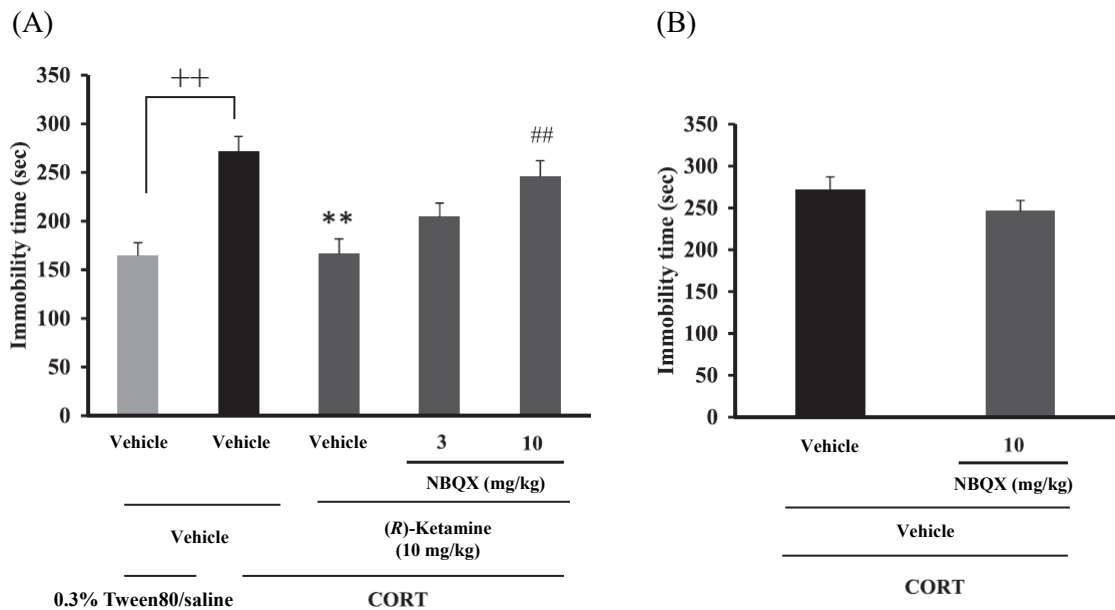 (A)
Immobility time (sec)
350
300
250
200
150
100
50
0
++
**
##
Vehicle Vehicle Vehicle 3 10
NBQX (mg/kg)
Vehicle
(R)-Ketamine
(10 mg/kg)
0.3% Tween80/saline CORT
(B)
Immobility time (sec)
350
300
250
200
150
100
50
0
Vehicle 10
NBQX (mg/kg)
Vehicle
CORT